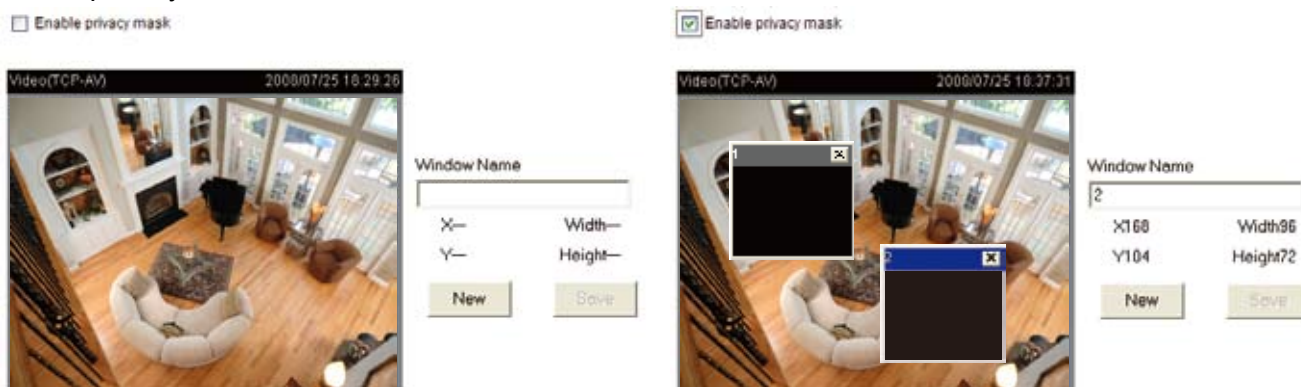 Enable privacy mask
Video(TCP-AV) 2008/07/25 18:29:26
Window Name
X— Width—
Y— Height—
New Save
Enable privacy mask
Video(TCP-AV) 2008/07/25 18:37:31
1
2
Window Name
2
X168 Width96
Y104 Height72
New Save